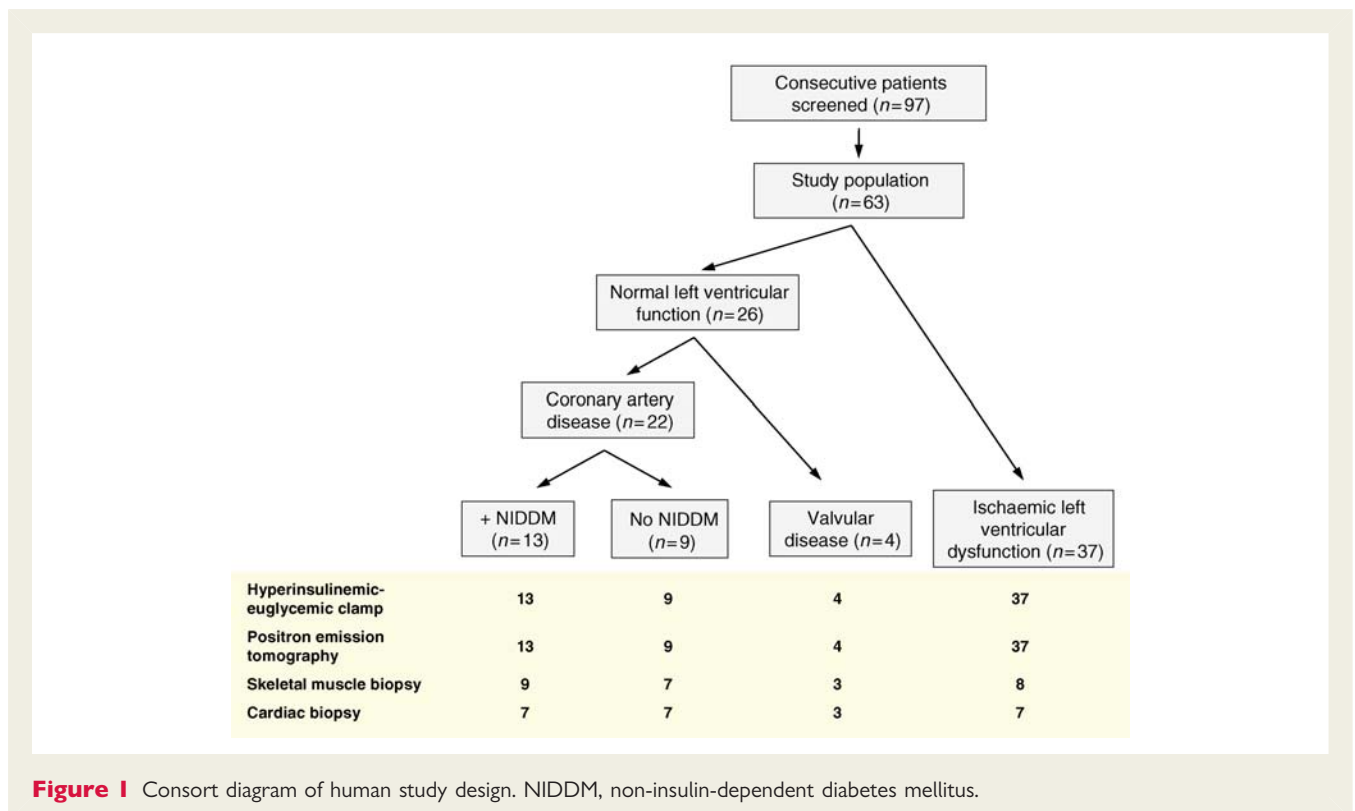 Consecutive patients
screened (n=97)
Study population
(n=63)
Normal left ventricular
function (n=26)
Coronary artery
disease (n=22)
+ NIDDM
(n=13)
No NIDDM
(n=9)
Valvular
disease (n=4)
Ischaemic left
ventricular
dysfunction (n=37)
Hyperinsulinemic-
euglycemic clamp 13 9 4 37
Positron emission
tomography 13 9 4 37
Skeletal muscle biopsy 9 7 3 8
Cardiac biopsy 7 7 3 7
Figure 1 Consort diagram of human study design. NIDDM, non-insulin-dependent diabetes mellitus.